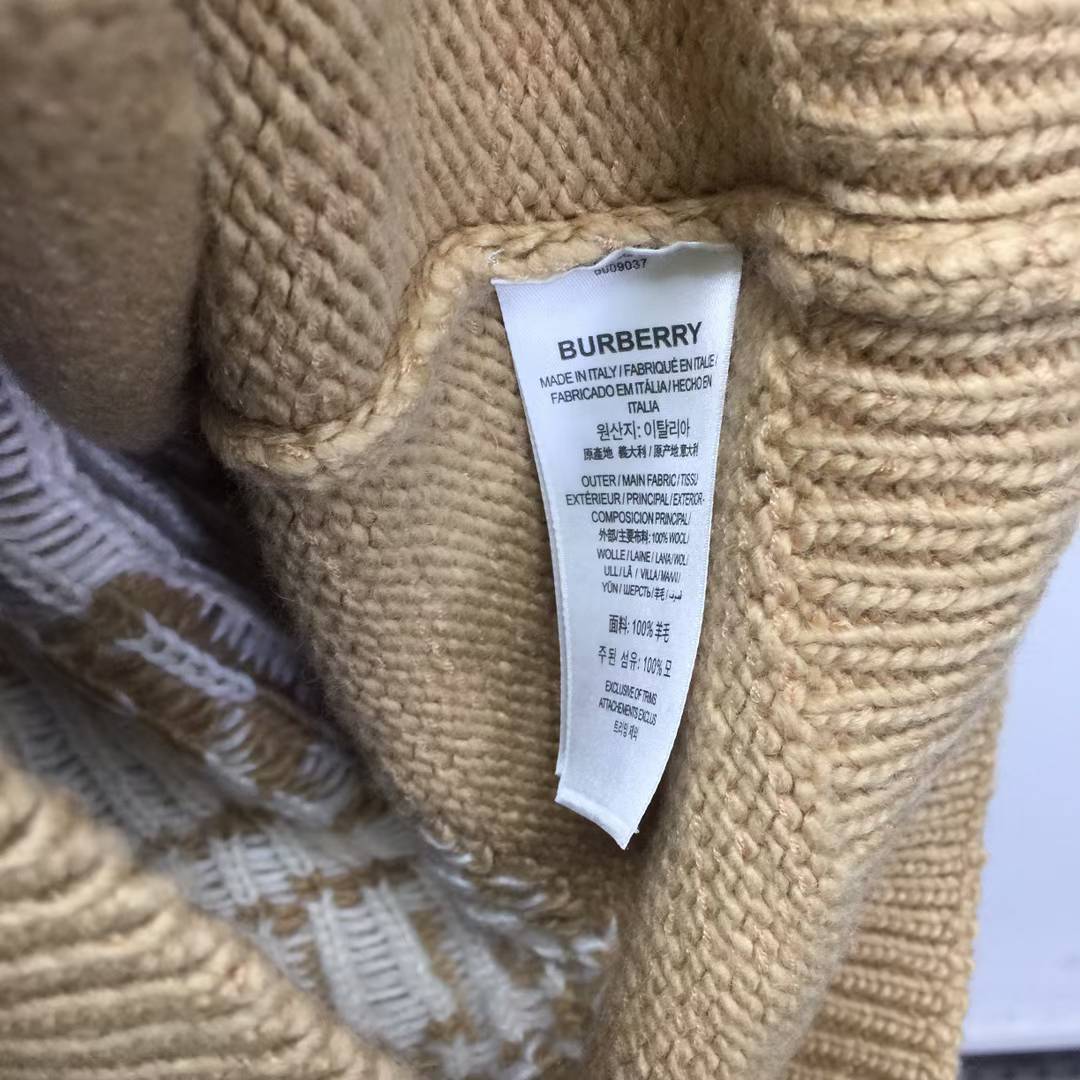 8009037
BURBERRY
MADE IN ITALY / FABRIQUÉ EN ITALIE /
FABRICADO EM ITÁLIA / HECHO EN
ITALIA
원산지: 이탈리아
原產地 義大利 / 原产地 意大利
OUTER / MAIN FABRIC / TISSU
EXTÉRIEUR / PRINCIPAL / EXTERIOR-
COMPOSICION PRINCIPAL/
外部/主要布料: 100% WOOL/
WOLLE / LAINE / LANA / WOL/
ULL / LÃ / VILLA /
YÜN / ШЕРСТЬ / 羊毛 / صوف
面料: 100% 羊毛
주된 섬유: 100% 모
EXCLUSIVE OF TRIMS
ATTACHEMENTS EXCLUS
트리밍 제외